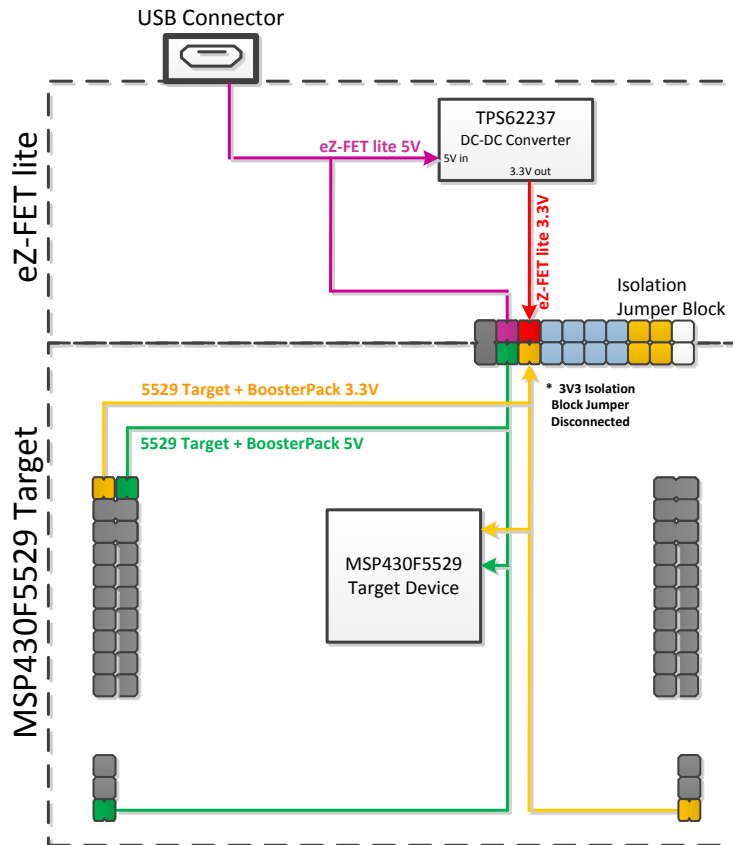 USB Connector
eZ-FET lite
TPS62237
DC-DC Converter
5V in
3.3V out
eZ-FET lite 5V
eZ-FET lite 3.3V
Isolation
Jumper Block
MSP430F5529 Target
5529 Target + BoosterPack 3.3V
* 3V3 Isolation
Block Jumper
Disconnected
5529 Target + BoosterPack 5V
MSP430F5529
Target Device